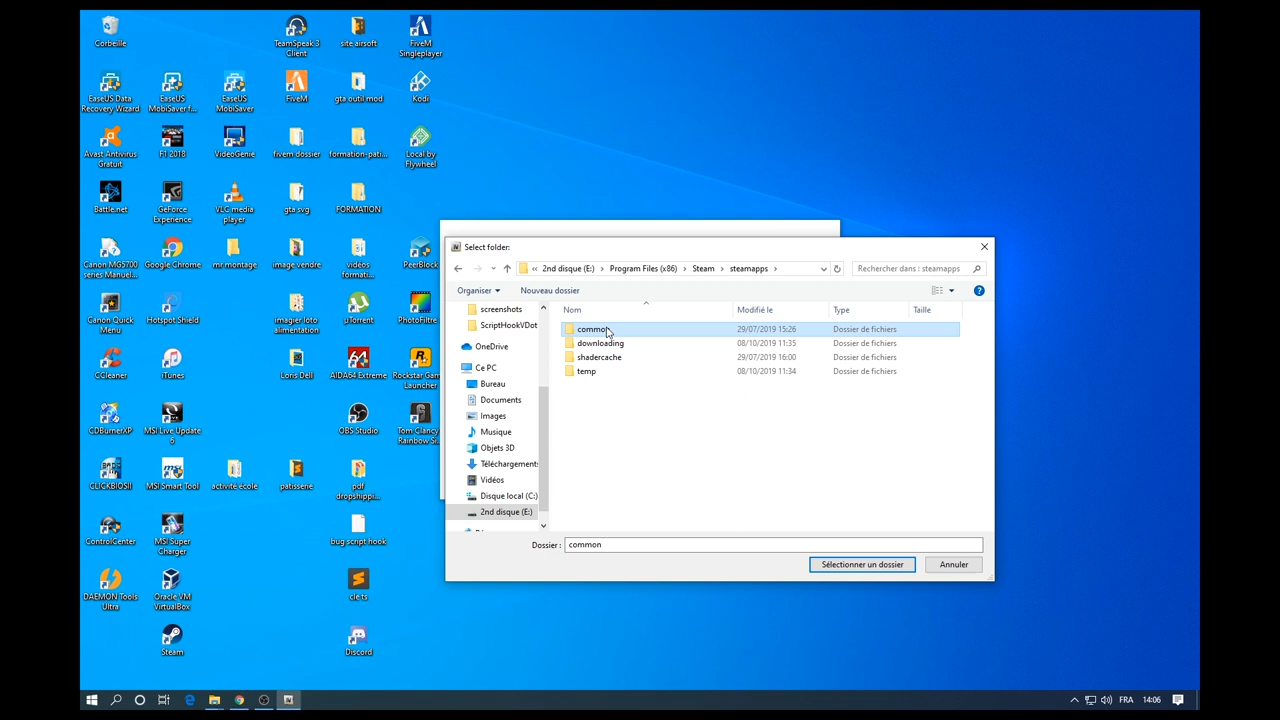 Corbeille
TeamSpeak 3
Client
site airsoft
FiveM
Singleplayer
EaseUS Data
Recovery Wizard
EaseUS
MobiSaver f...
EaseUS
MobiSaver
FiveM
gta outil mod
Kodi
Avast Antivirus
Gratuit
F1 2018
VideoGenie
fivem dossier
formation-pati...
Local by
Flywheel
Battle.net
GeForce
Experience
VLC media
player
gta svg
FORMATION
Canon MG5700
series Manuel...
Google Chrome
mr.montage
image,vendre
vidéos
formati...
PeerBlock
Canon Quick
Menu
Hotspot Shield
imagier loto
alimentation
µTorrent
PhotoFiltre
CCleaner
iTunes
Loris Dell
AIDA64 Extreme
Rockstar Gam
Launcher
CDBurnerXP
MSI Live Update
6
OBS Studio
Tom Clancy
Rainbow Si
CLICKBIOSII
MSI Smart Tool
activite école
patisserie
pdf
dropshippi...
ControlCenter
MSI Super
Charger
bug script hook
DAEMON Tools
Ultra
Oracle VM
VirtualBox
cle ts
Steam
Discord
Select folder:
« 2nd disque (E:) > Program Files (x86) > Steam > steamapps >
Rechercher dans : steamapps
Organiser
Nouveau dossier
screenshots
ScriptHookVDot
OneDrive
Ce PC
Bureau
Documents
Images
Musique
Objets 3D
Téléchargements
Vidéos
Disque local (C:)
2nd disque (E:)
Nom Modifié le Type Taille
common 29/07/2019 15:26 Dossier de fichiers
downloading 08/10/2019 11:35 Dossier de fichiers
shadercache 29/07/2019 16:00 Dossier de fichiers
temp 08/10/2019 11:34 Dossier de fichiers
Dossier : common
Sélectionner un dossier
Annuler
FRA 14:06